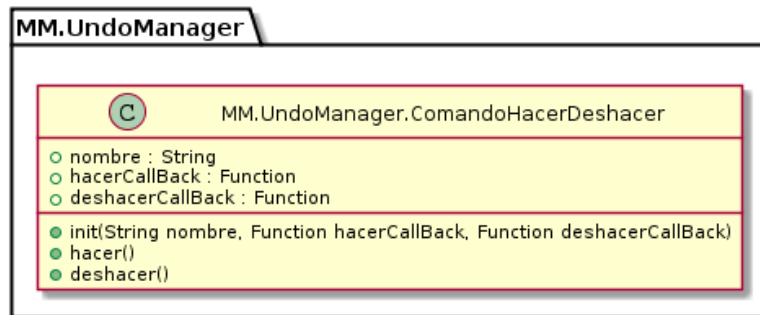 MM.UndoManager
C MM.UndoManager.ComandoHacerDeshacer
nombre : String
hacerCallBack : Function
deshacerCallBack : Function
init(String nombre, Function hacerCallBack, Function deshacerCallBack)
hacer()
deshacer()